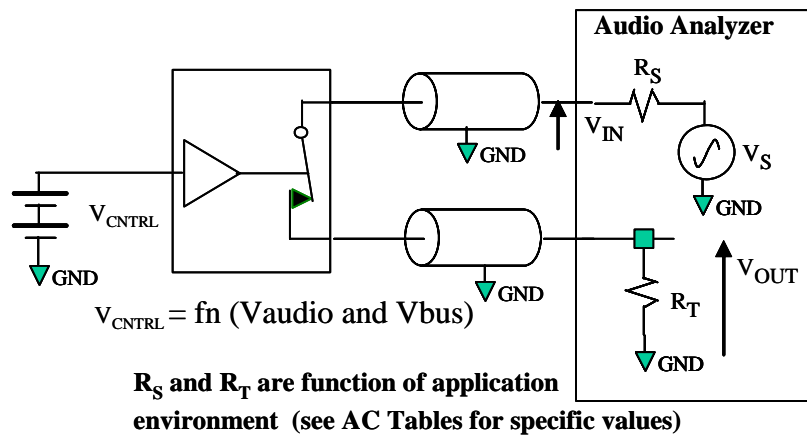 Audio Analyzer
R_S
GND
V_IN
V_S
GND
V_CNTRL
GND
GND
V_OUT
R_T
V_CNTRL = fn (Vaudio and Vbus)
GND
R_S and R_T are function of application
environment (see AC Tables for specific values)